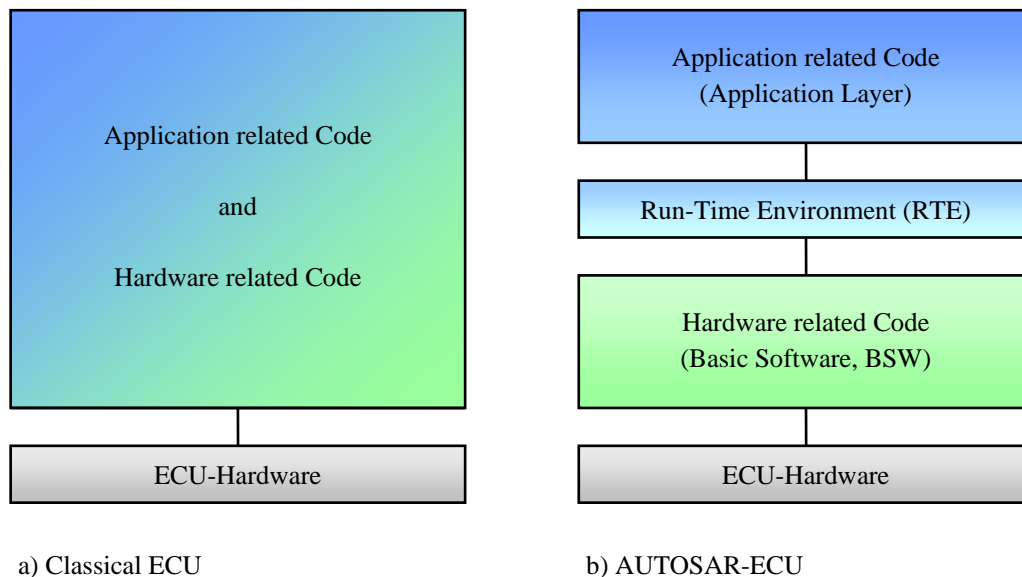 Application related Code
and
Hardware related Code
ECU-Hardware
a) Classical ECU
Application related Code
(Application Layer)
Run-Time Environment (RTE)
Hardware related Code
(Basic Software, BSW)
ECU-Hardware
b) AUTOSAR-ECU